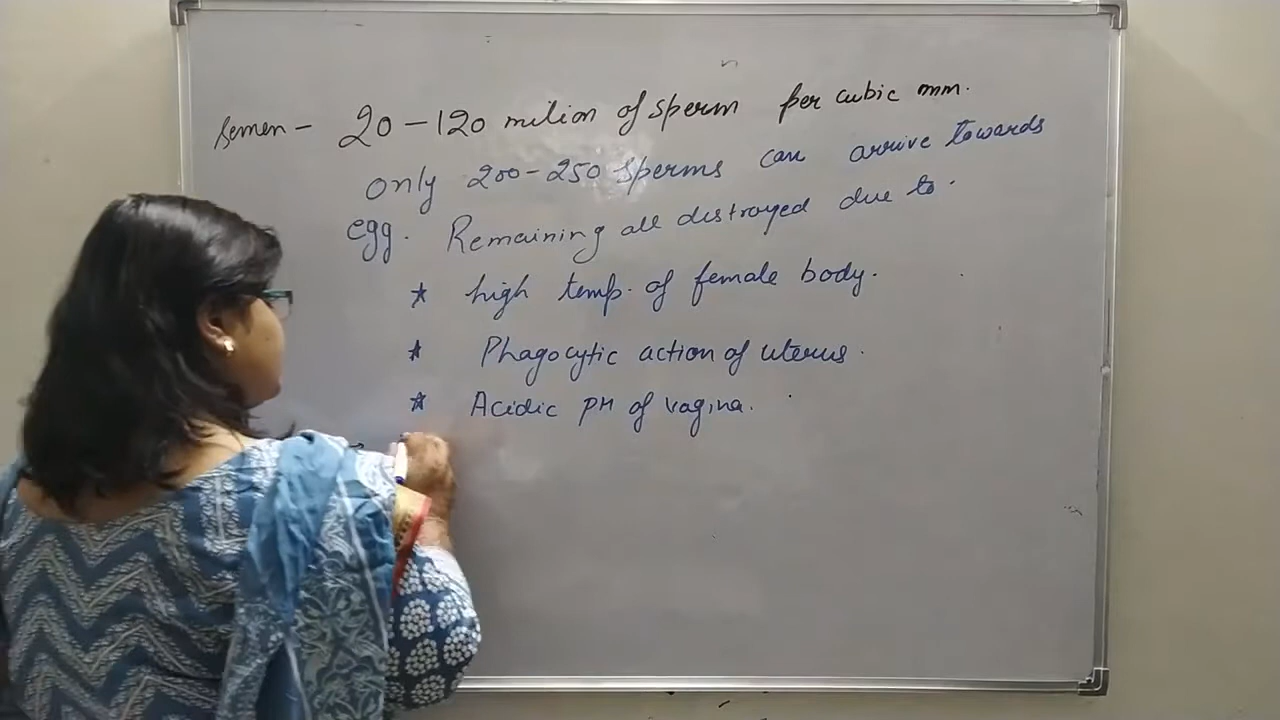 Semen - 20-120 milion of sperm per cubic mm.
only 200-250 sperms can arrive towards
egg. Remaining all distroyed due to.
* high temp. of female body.
* Phagocytic action of uterus.
* Acidic PH of vagina.